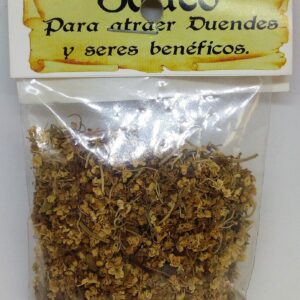 Para atraer Duendes
y seres benéficos.